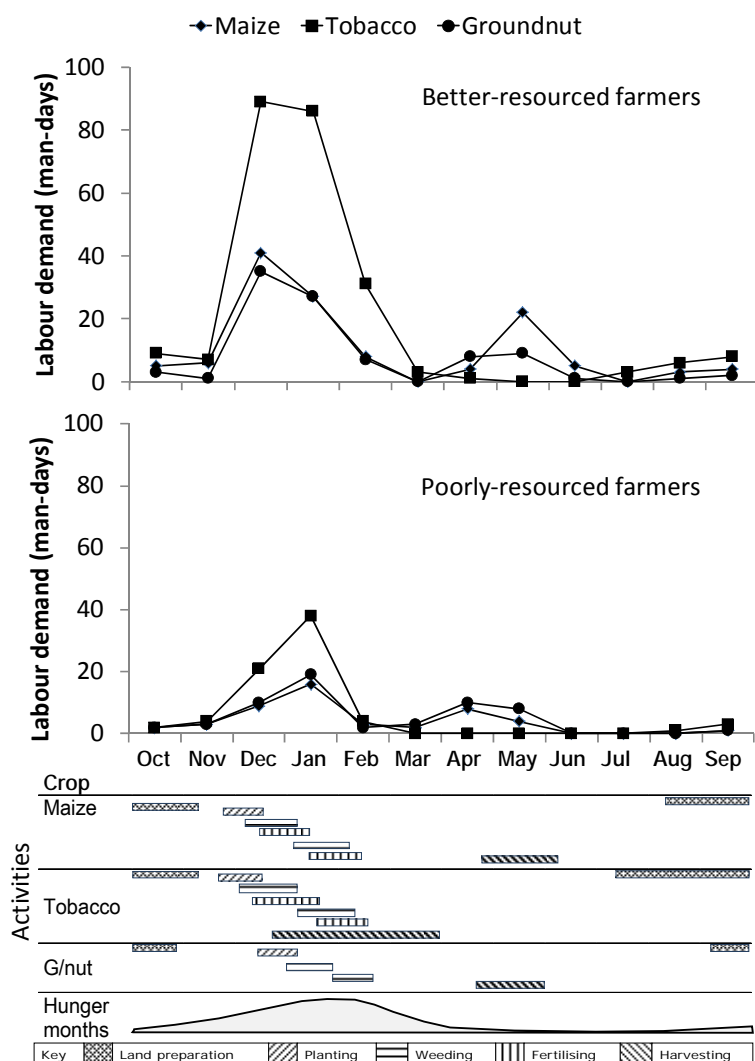 Maize Tobacco Groundnut
100
80
60
40
20
0
Labour demand (man-days)
Better-resourced farmers
100
80
60
40
20
0
Labour demand (man-days)
Poorly-resourced farmers
Oct Nov Dec Jan Feb Mar Apr May Jun Jul Aug Sep
Activities
Crop
Maize
Tobacco
G/nut
Hunger
months
Key Land preparation Planting Weeding Fertilising Harvesting